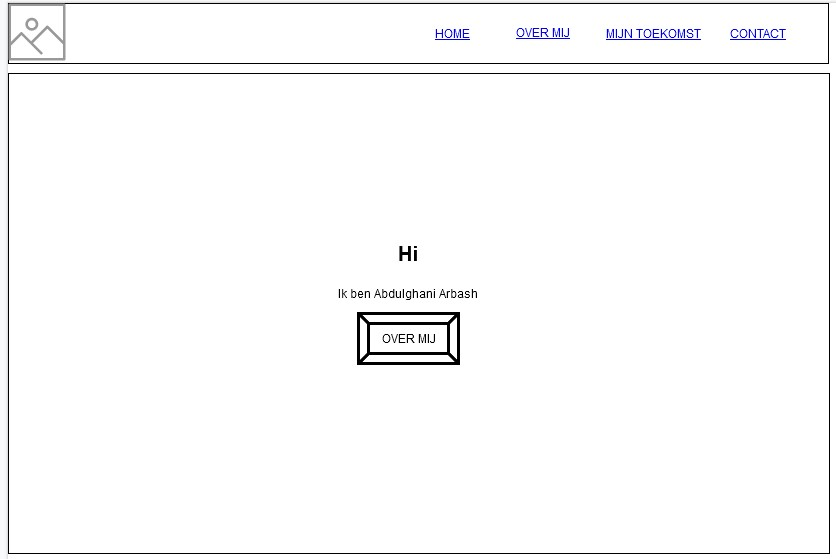 HOME OVER MIJ MIJN TOEKOMST CONTACT
Hi
Ik ben Abdulghani Arbash
OVER MIJ